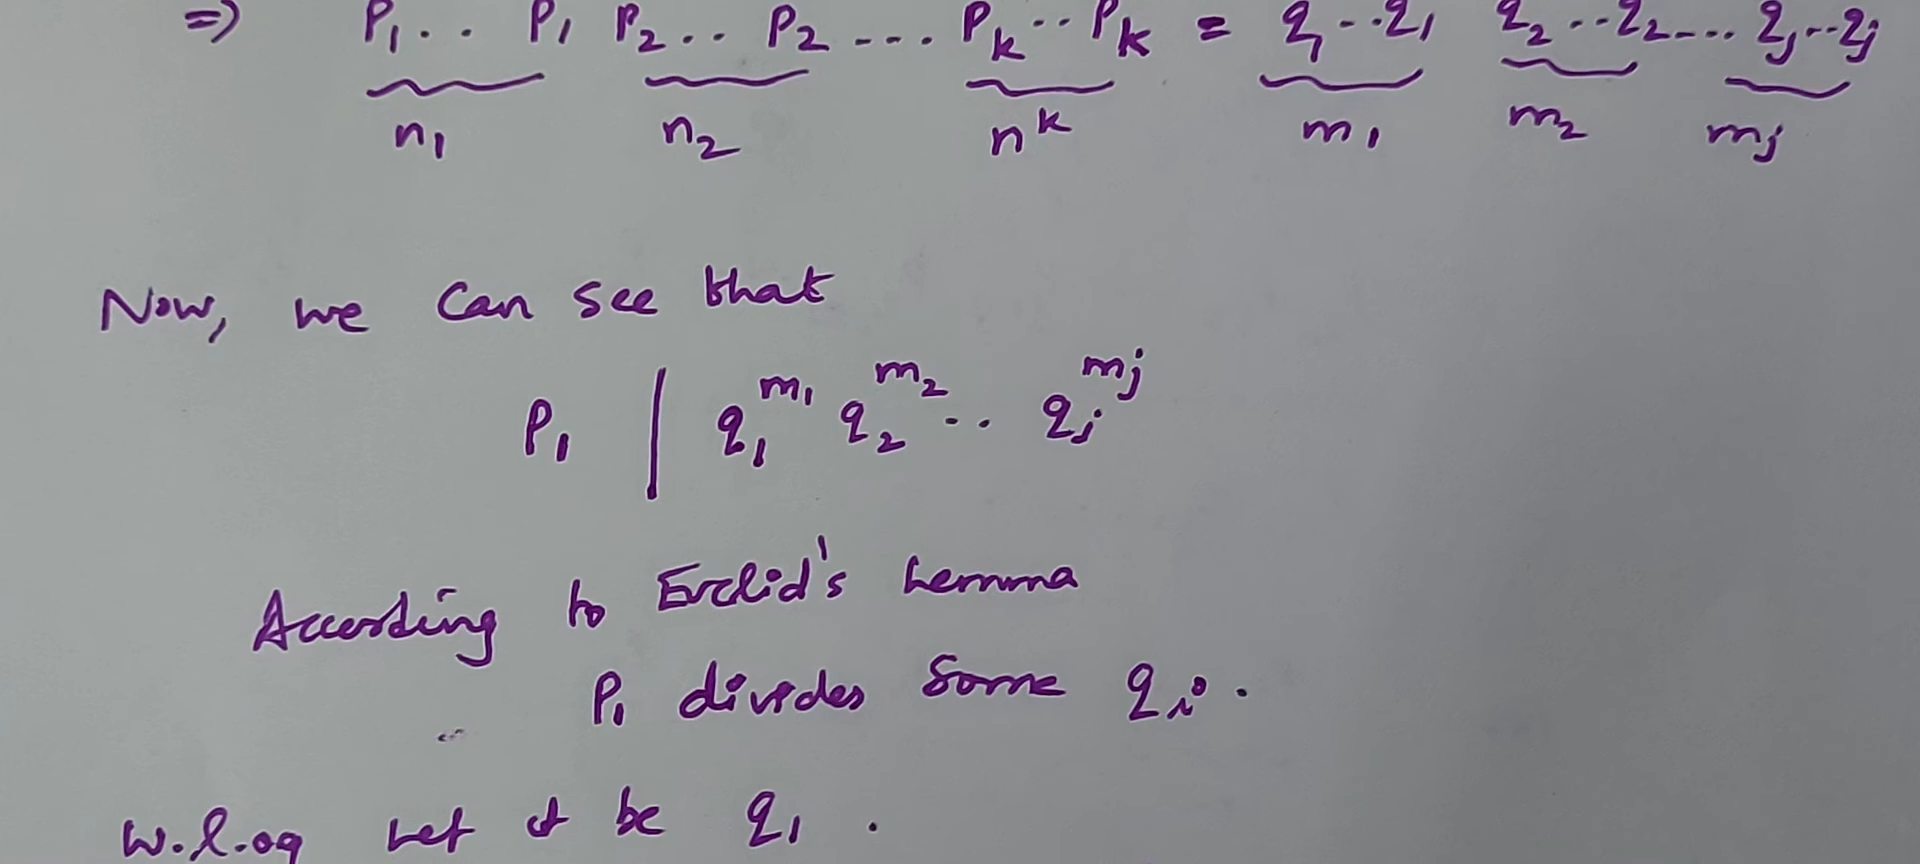 ⇒) P₁.. P₁ P₂.. P₂ .... Pₖ..Pₖ = q₁...q₁ q₂...q₂.... qⱼ...qⱼ
n₁ n₂ nᵏ m₁ m₂ mⱼ
Now, we can see that
P₁ | q₁^m₁ q₂^m₂ .. qⱼ^mⱼ
According to Euclid's Lemma
P₁ divides some qᵢ.
W.l.og let it be q₁.